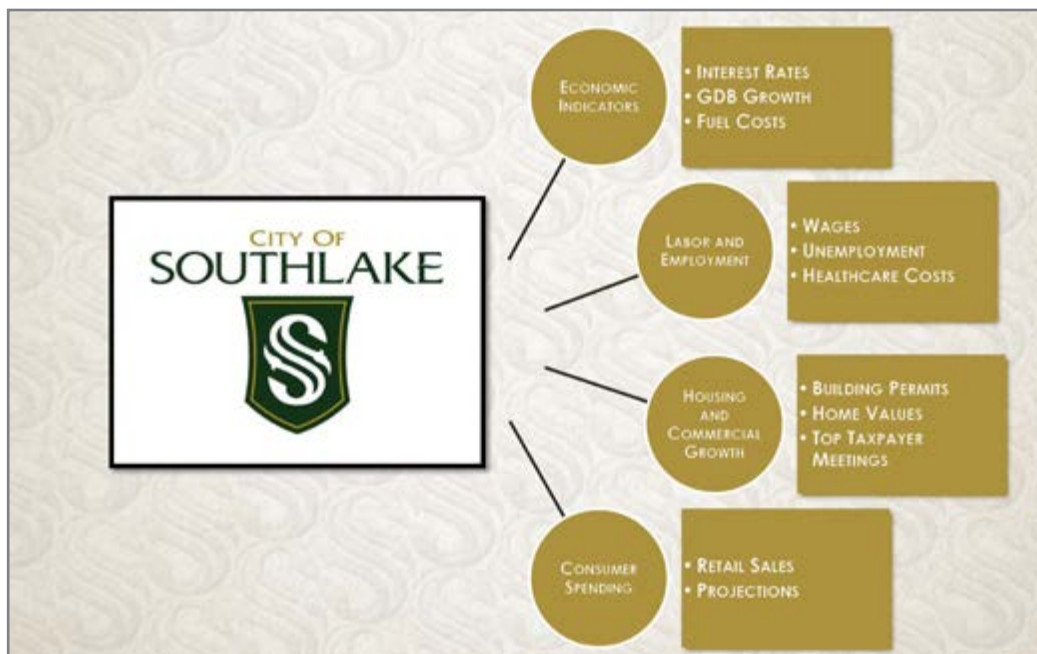 City Of
SOUTHLAKE
Economic
Indicators
• Interest Rates
• GDB Growth
• Fuel Costs
Labor and
Employment
• Wages
• Unemployment
• Healthcare Costs
Housing
and
Commercial
Growth
• Building Permits
• Home Values
• Top Taxpayer
Meetings
Consumer
Spending
• Retail Sales
• Projections